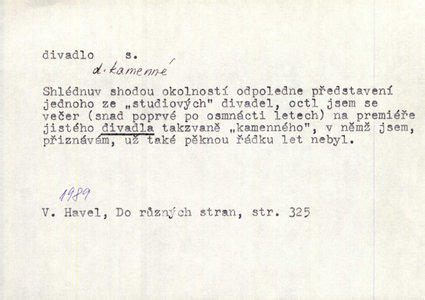 divadlo s.
d. kamenné
Shlédnuv shodou okolností odpoledne představení
jednoho ze „studiových" divadel, octl jsem se
večer (snad poprvé po osmnácti letech) na premiéře
jistého divadla takzvaně „kamenného", v němž jsem,
přiznávám, už také pěknou řádku let nebyl.
1989
V. Havel, Do různých stran, str. 325